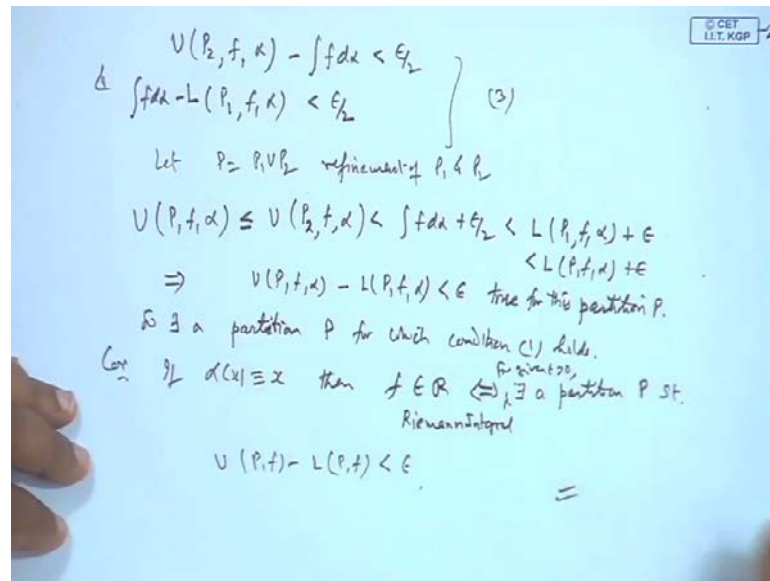 © CET
I.I.T. KGP
U(P₂, f, α) - ∫f dα < ε/2
& ∫f dα - L(P₁, f, α) < ε/2 } (3)
Let P = P₁ ∪ P₂ refinement of P₁ & P₂
U(P, f, α) ≤ U(P₂, f, α) < ∫f dα + ε/2 < L(P₁, f, α) + ε
< L(P, f, α) + ε
⇒ U(P, f, α) - L(P, f, α) < ε true for this partition P.
So ∃ a partition P for which condition (1) holds.
Cor If α(x) ≡ x then f ∈ R ⇔ for given ε>0, ∃ a partition P st.
Riemann Integral
U(P, f) - L(P, f) < ε
=